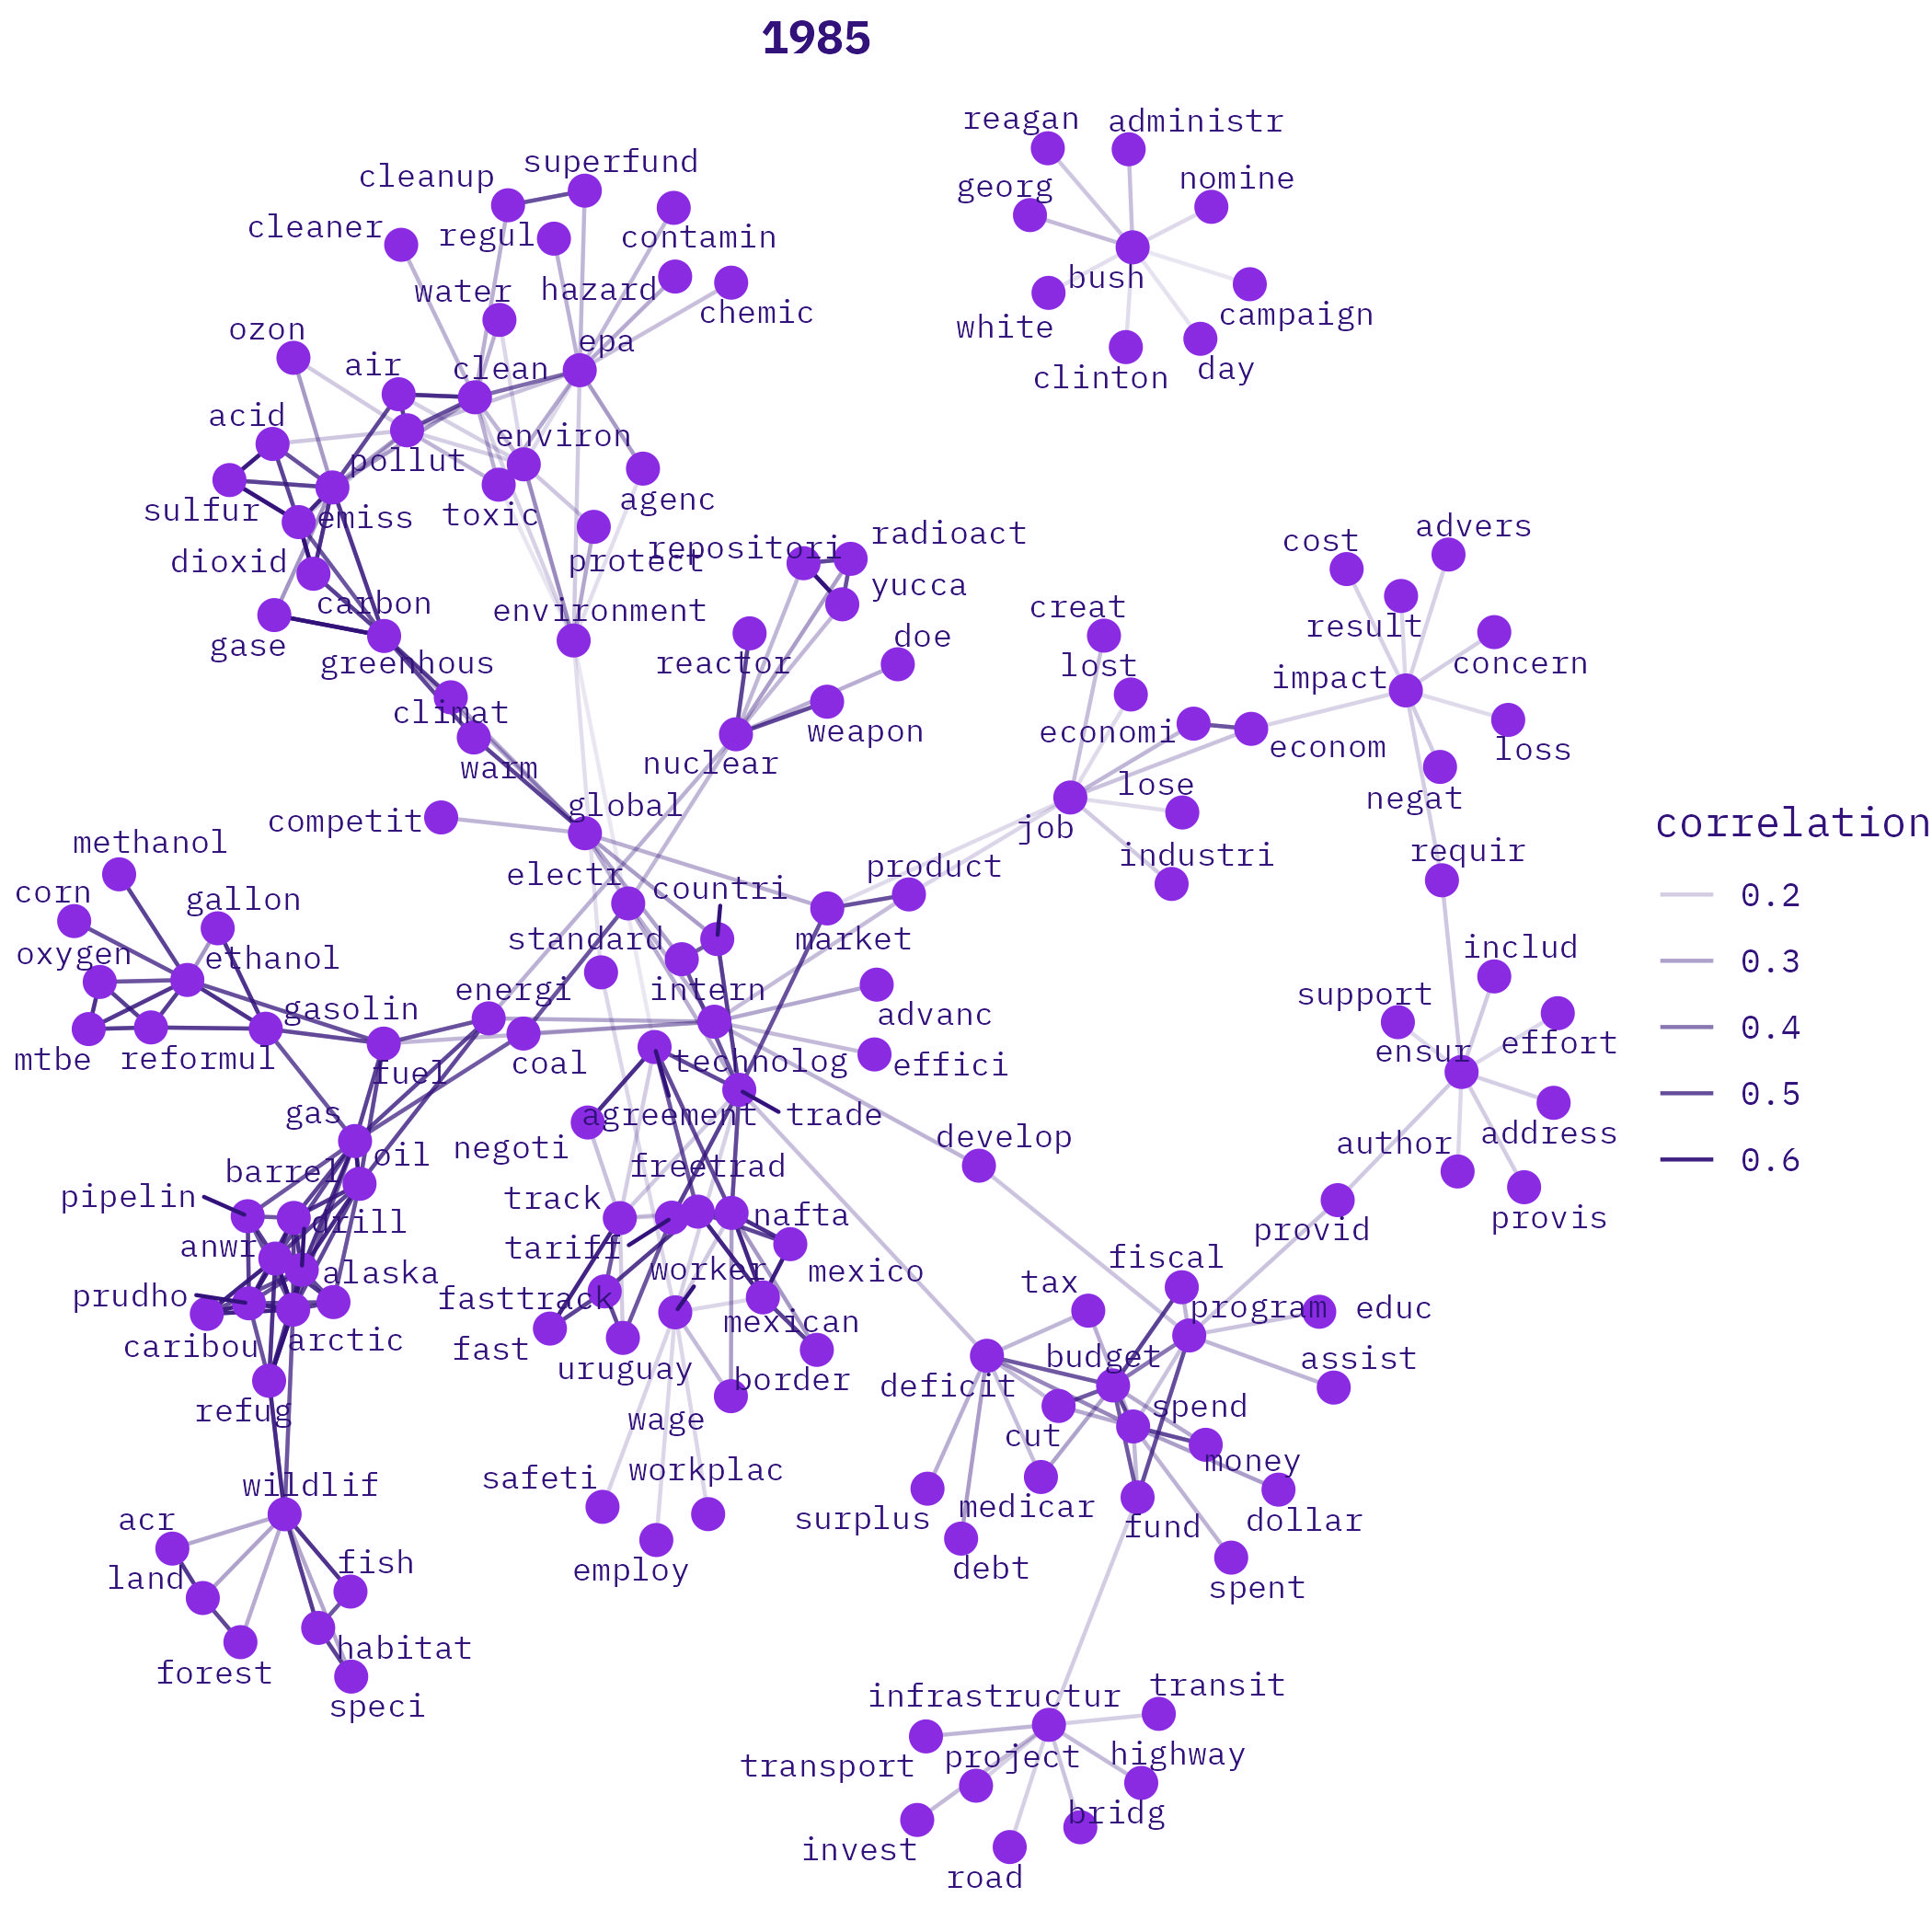 1985
reagan
administr
georg
nomine
bush
white
campaign
clinton
day
cleanup
superfund
cleaner
regul
contamin
water
hazard
chemic
ozon
epa
air
clean
acid
environ
pollut
sulfur
emiss
toxic
agenc
dioxid
protect
repositori
radioact
yucca
carbon
environment
gase
greenhous
reactor
doe
climat
weapon
warm
nuclear
cost
advers
creat
result
lost
impact
concern
economi
econom
loss
lose
negat
job
industri
requir
competit
global
methanol
electr
countri
product
corn
gallon
oxygen
ethanol
standard
market
energi
intern
gasolin
advanc
mtbe
reformul
fuel
coal
technolog
effici
gas
agreement
trade
negoti
develop
barrel
oil
freetrad
pipelin
drill
track
nafta
anwr
tariff
alaska
worker
mexico
prudho
fasttrack
mexican
caribou
arctic
fast
uruguay
border
refug
wage
includ
support
ensur
effort
author
address
provid
provis
fiscal
tax
program
educ
budget
assist
deficit
spend
cut
money
safeti
workplac
surplus
medicar
fund
dollar
employ
debt
spent
wildlif
acr
fish
land
habitat
forest
speci
infrastructur
transit
transport
project
highway
bridg
invest
road
correlation
0.2
0.3
0.4
0.5
0.6